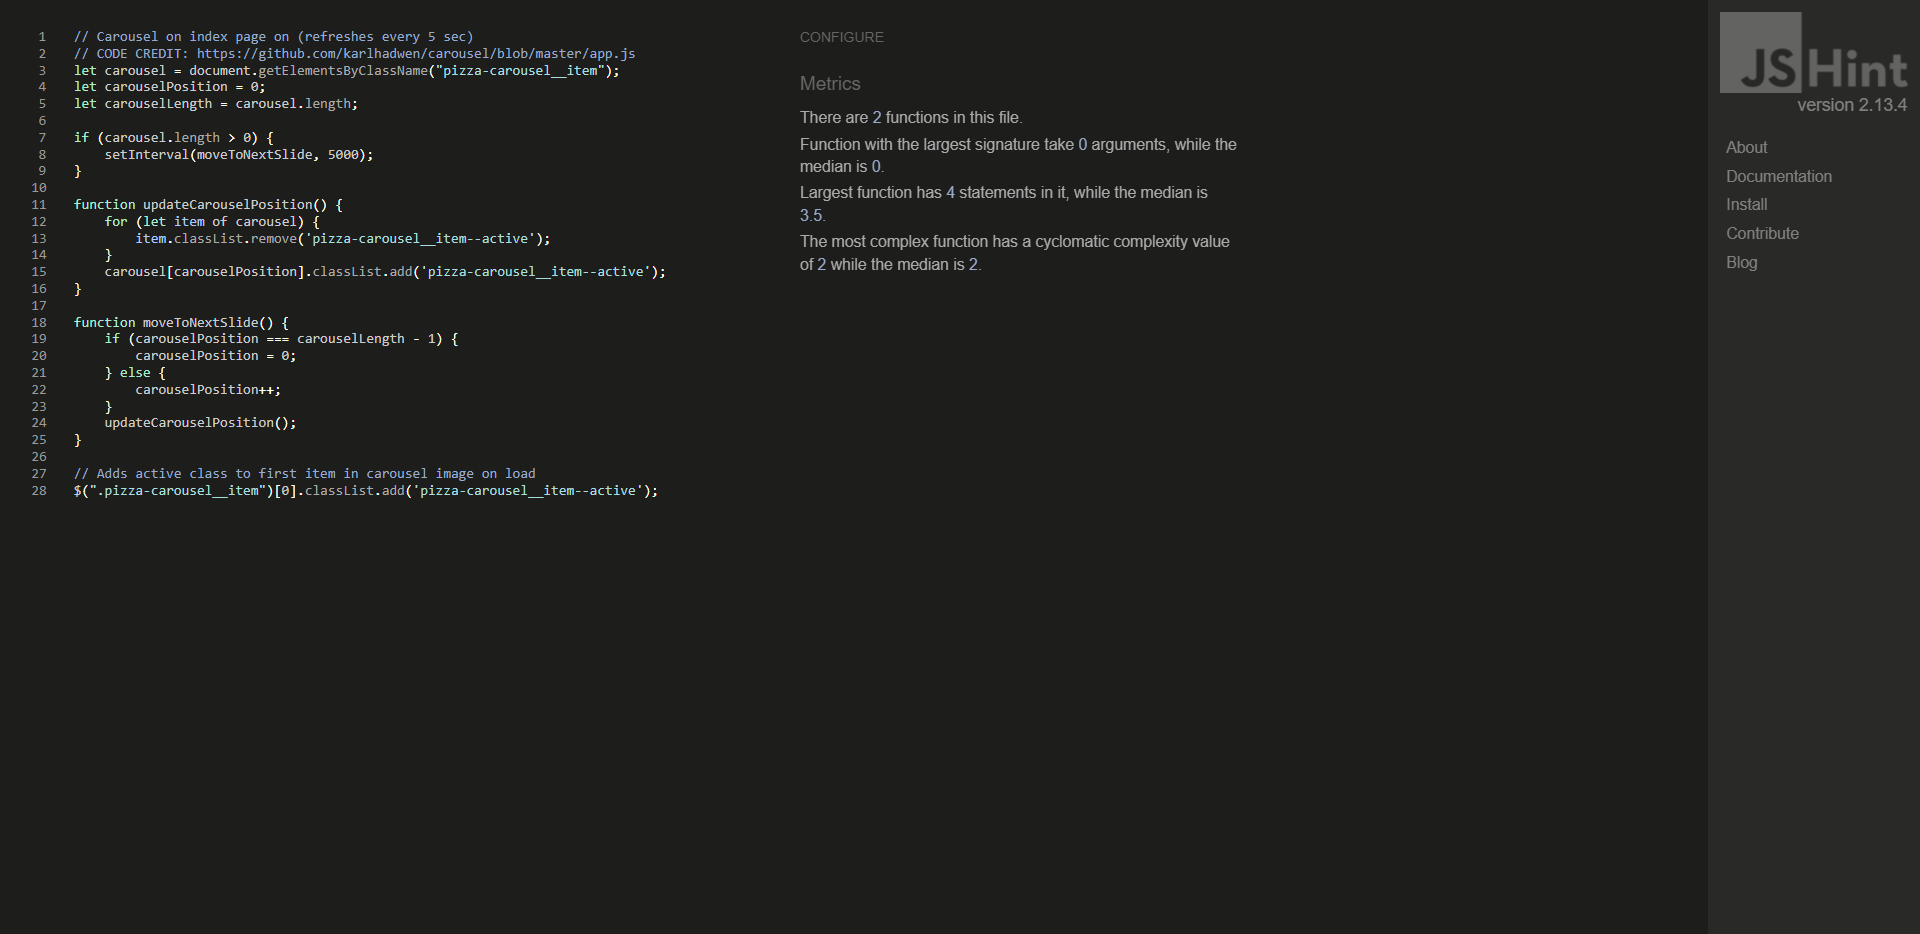 1 // Carousel on index page on (refreshes every 5 sec)
2 // CODE CREDIT: https://github.com/karlhadwen/carousel/blob/master/app.js
3 let carousel = document.getElementsByClassName("pizza-carousel__item");
4 let carouselPosition = 0;
5 let carouselLength = carousel.length;
6
7 if (carousel.length > 0) {
8     setInterval(moveToNextSlide, 5000);
9 }
10
11 function updateCarouselPosition() {
12     for (let item of carousel) {
13         item.classList.remove('pizza-carousel__item--active');
14     }
15     carousel[carouselPosition].classList.add('pizza-carousel__item--active');
16 }
17
18 function moveToNextSlide() {
19     if (carouselPosition === carouselLength - 1) {
20         carouselPosition = 0;
21     } else {
22         carouselPosition++;
23     }
24     updateCarouselPosition();
25 }
26
27 // Adds active class to first item in carousel image on load
28 $(".pizza-carousel__item")[0].classList.add('pizza-carousel__item--active');
CONFIGURE
Metrics
There are 2 functions in this file.
Function with the largest signature take 0 arguments, while the
median is 0.
Largest function has 4 statements in it, while the median is
3.5.
The most complex function has a cyclomatic complexity value
of 2 while the median is 2.
JSHint
version 2.13.4
About
Documentation
Install
Contribute
Blog